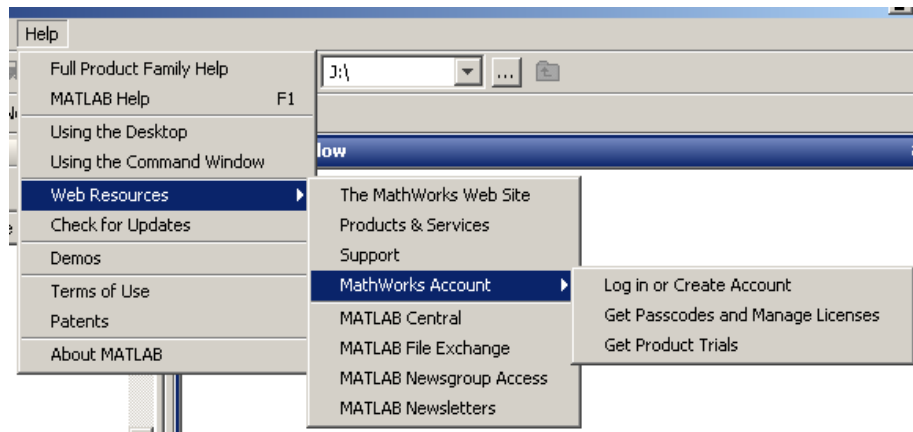 Help
Full Product Family Help
MATLAB Help F1
Using the Desktop
Using the Command Window
Web Resources
Check for Updates
Demos
Terms of Use
Patents
About MATLAB
J:\
...
low
The MathWorks Web Site
Products & Services
Support
MathWorks Account
MATLAB Central
MATLAB File Exchange
MATLAB Newsgroup Access
MATLAB Newsletters
Log in or Create Account
Get Passcodes and Manage Licenses
Get Product Trials